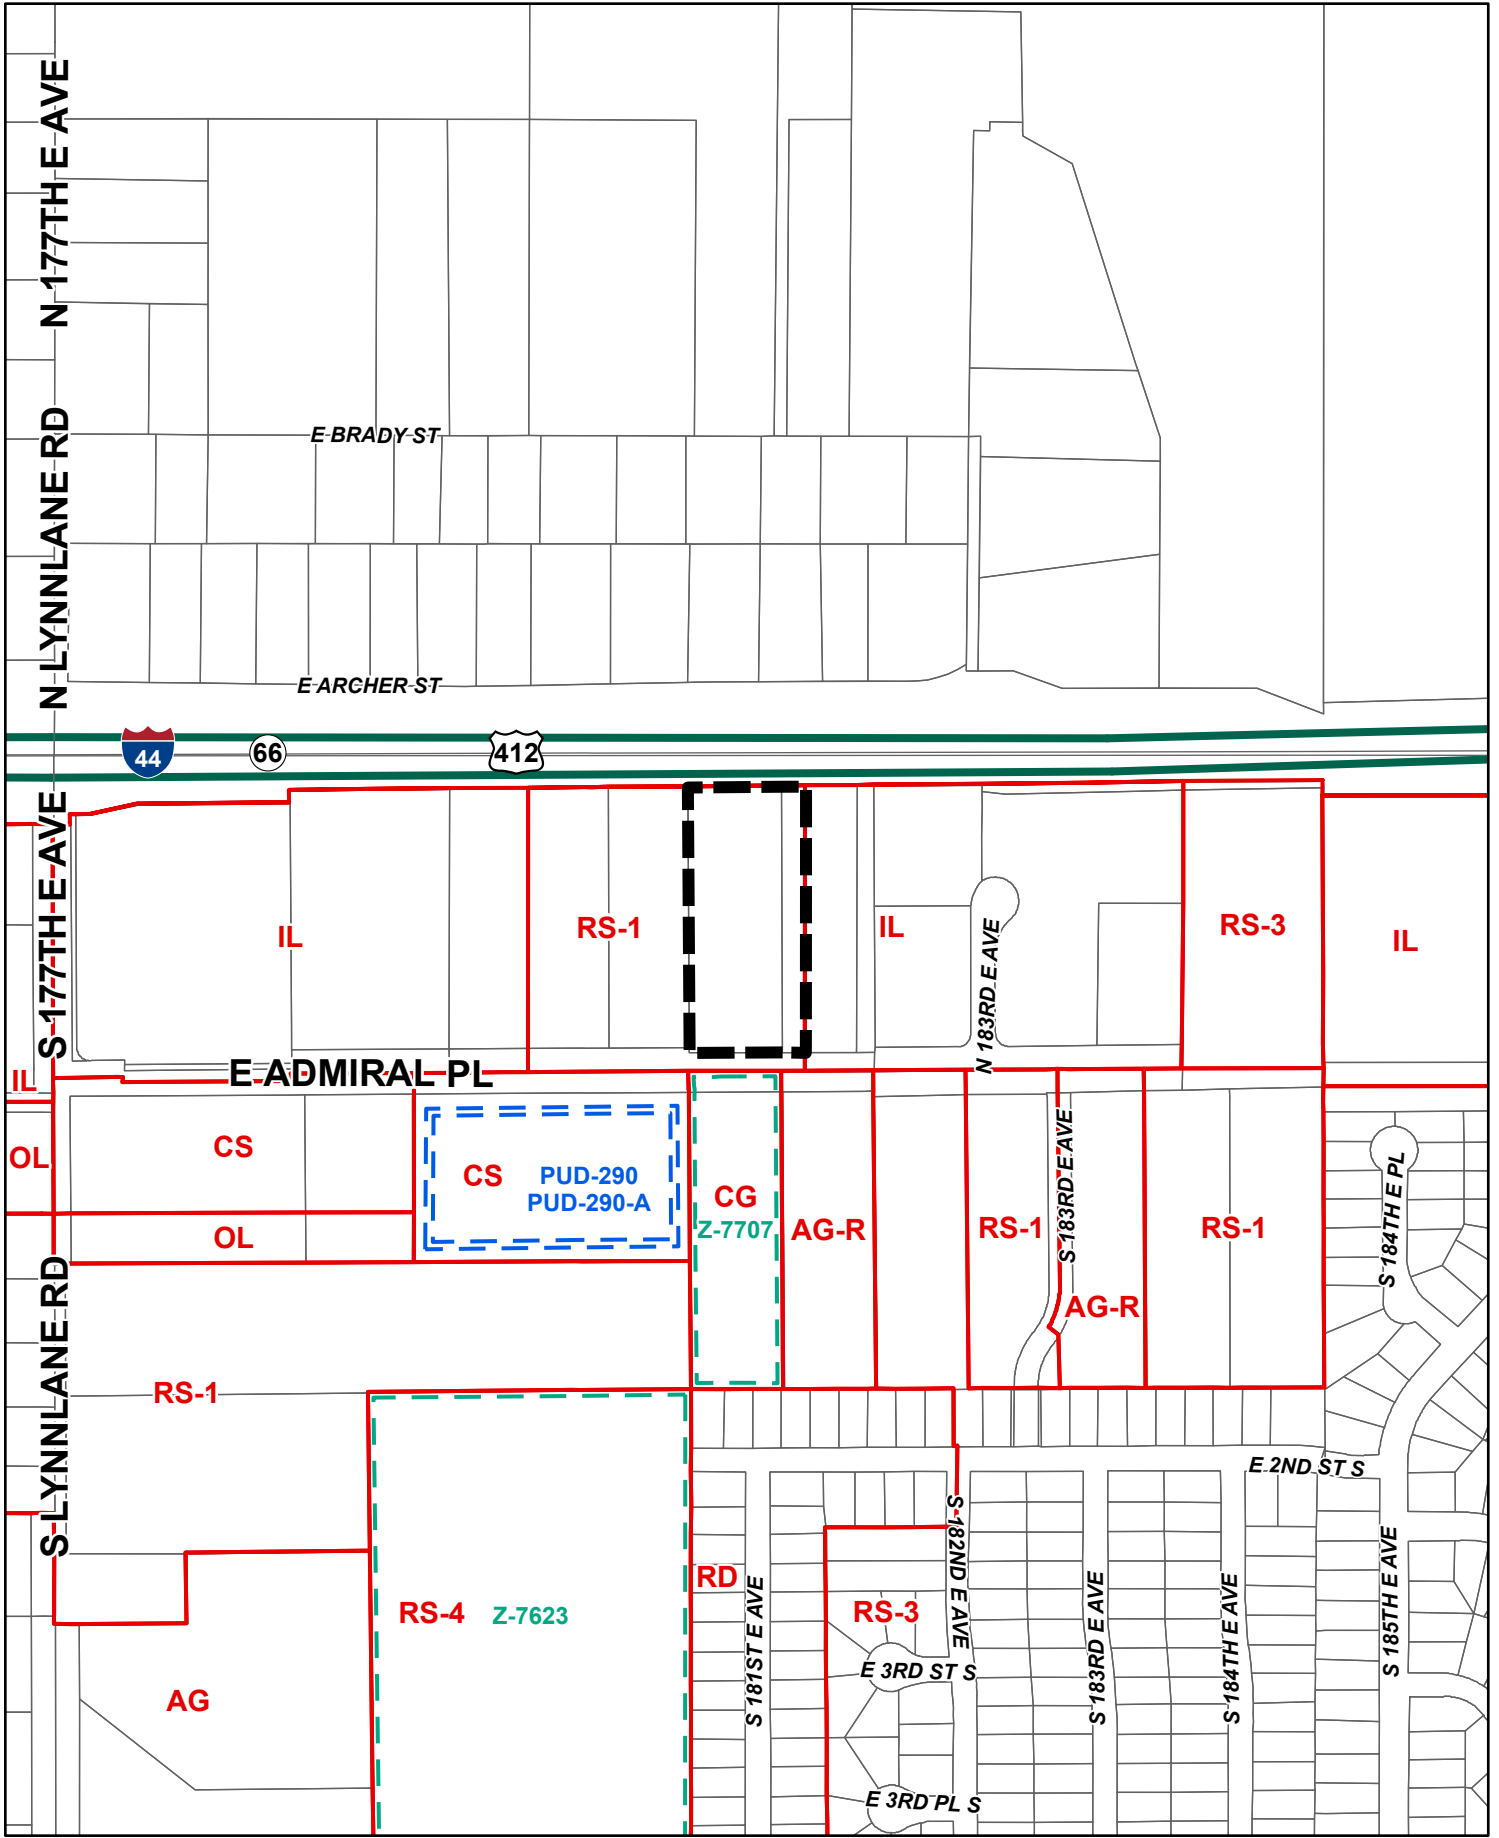 N 177TH E AVE
E BRADY ST
N LYNNLANE RD
E ARCHER ST
44
66
412
S 177TH E AVE
IL
RS-1
IL
N 183RD E AVE
RS-3
IL
E ADMIRAL PL
IL
OL
CS
OL
CS
PUD-290
PUD-290-A
CG
Z-7707
AG-R
RS-1
S 183RD E AVE
AG-R
RS-1
S 184TH E PL
S LYNNLANE RD
RS-1
E 2ND ST S
RS-4
Z-7623
RD
S 181ST E AVE
RS-3
S 182ND E AVE
E 3RD ST S
S 183RD E AVE
S 184TH E AVE
S 185TH E AVE
AG
E 3RD PL S